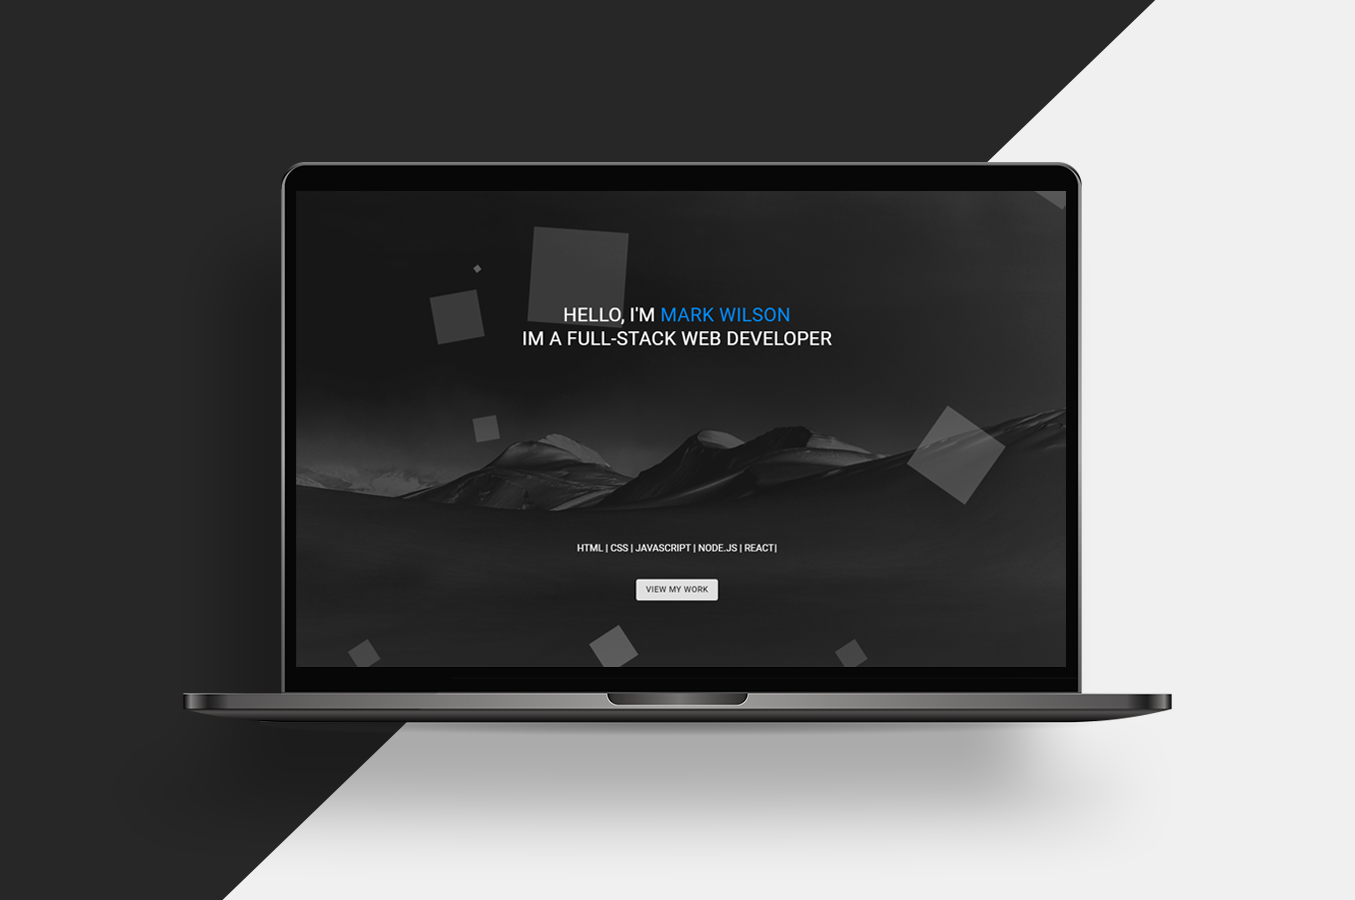 HELLO, I'M MARK WILSON
IM A FULL-STACK WEB DEVELOPER
HTML | CSS | JAVASCRIPT | NODE.JS | REACT|
VIEW MY WORK